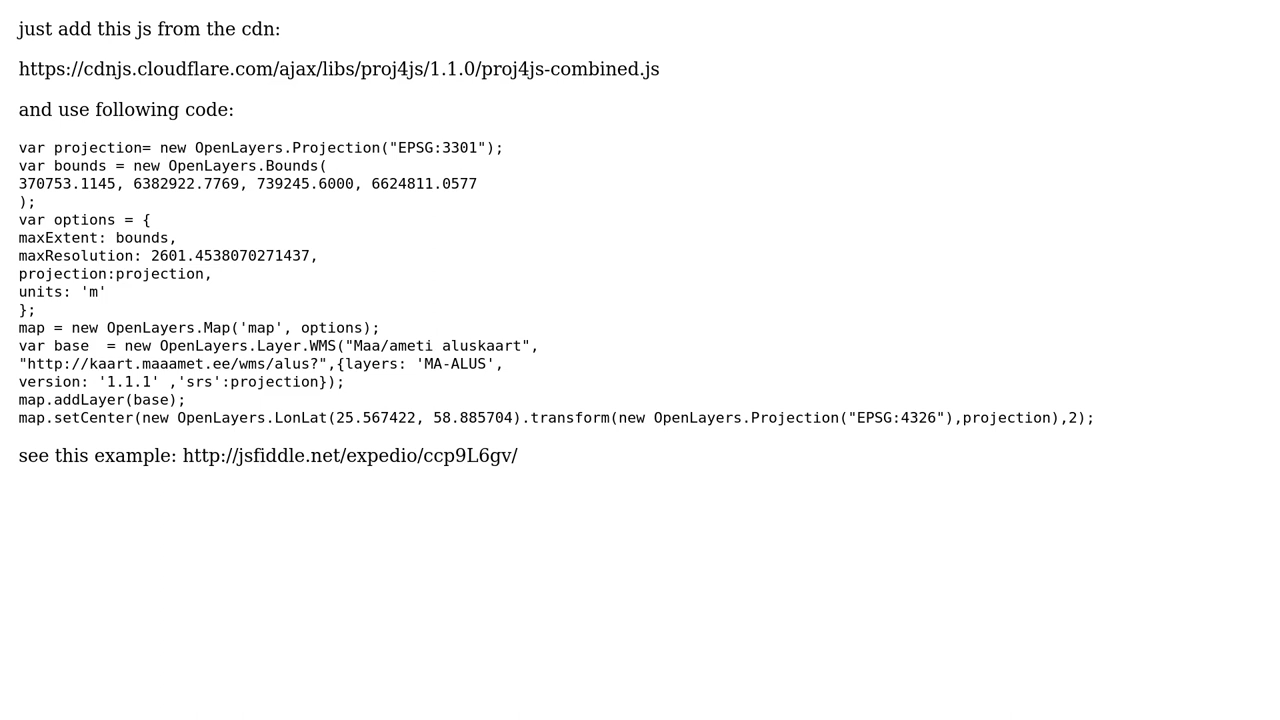 just add this js from the cdn:
https://cdnjs.cloudflare.com/ajax/libs/proj4js/1.1.0/proj4js-combined.js
and use following code:
var projection= new OpenLayers.Projection("EPSG:3301");
var bounds = new OpenLayers.Bounds(
370753.1145, 6382922.7769, 739245.6000, 6624811.0577
);
var options = {
maxExtent: bounds,
maxResolution: 2601.4538070271437,
projection:projection,
units: 'm'
};
map = new OpenLayers.Map('map', options);
var base  = new OpenLayers.Layer.WMS("Maa/ameti aluskaart",
"http://kaart.maaamet.ee/wms/alus?",{layers: 'MA-ALUS',
version: '1.1.1' ,'srs':projection});
map.addLayer(base);
map.setCenter(new OpenLayers.LonLat(25.567422, 58.885704).transform(new OpenLayers.Projection("EPSG:4326"),projection),2);
see this example: http://jsfiddle.net/expedio/ccp9L6gv/